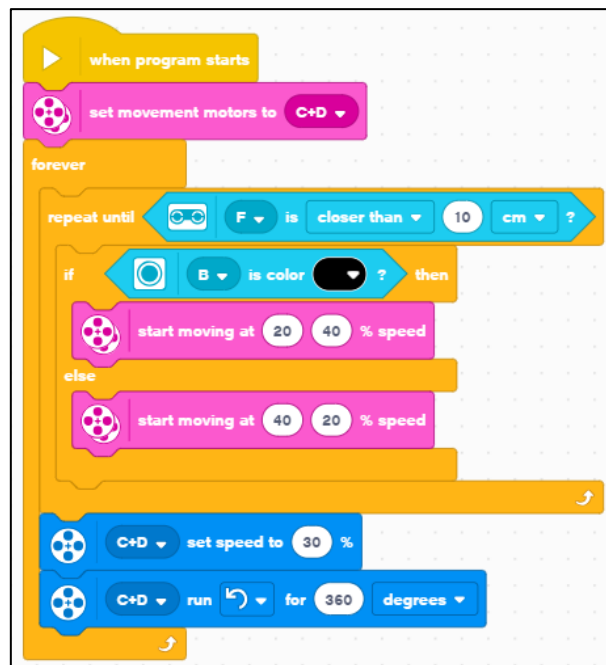 when program starts
set movement motors to C+D
forever
repeat until F is closer than 10 cm ?
if B is color ? then
start moving at 20 40 % speed
else
start moving at 40 20 % speed
C+D set speed to 30 %
C+D run for 360 degrees